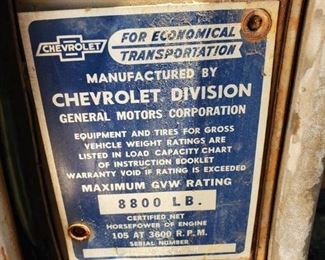 CHEVROLET
FOR ECONOMICAL
TRANSPORTATION
MANUFACTURED BY
CHEVROLET DIVISION
GENERAL MOTORS CORPORATION
EQUIPMENT AND TIRES FOR GROSS
VEHICLE WEIGHT RATINGS ARE
LISTED IN LOAD CAPACITY CHART
OF INSTRUCTION BOOKLET
WARRANTY VOID IF RATING IS EXCEEDED
MAXIMUM GVW RATING
8800 LB.
CERTIFIED NET
HORSEPOWER OF ENGINE
105 AT 3600 R.P.M.
SERIAL NUMBER